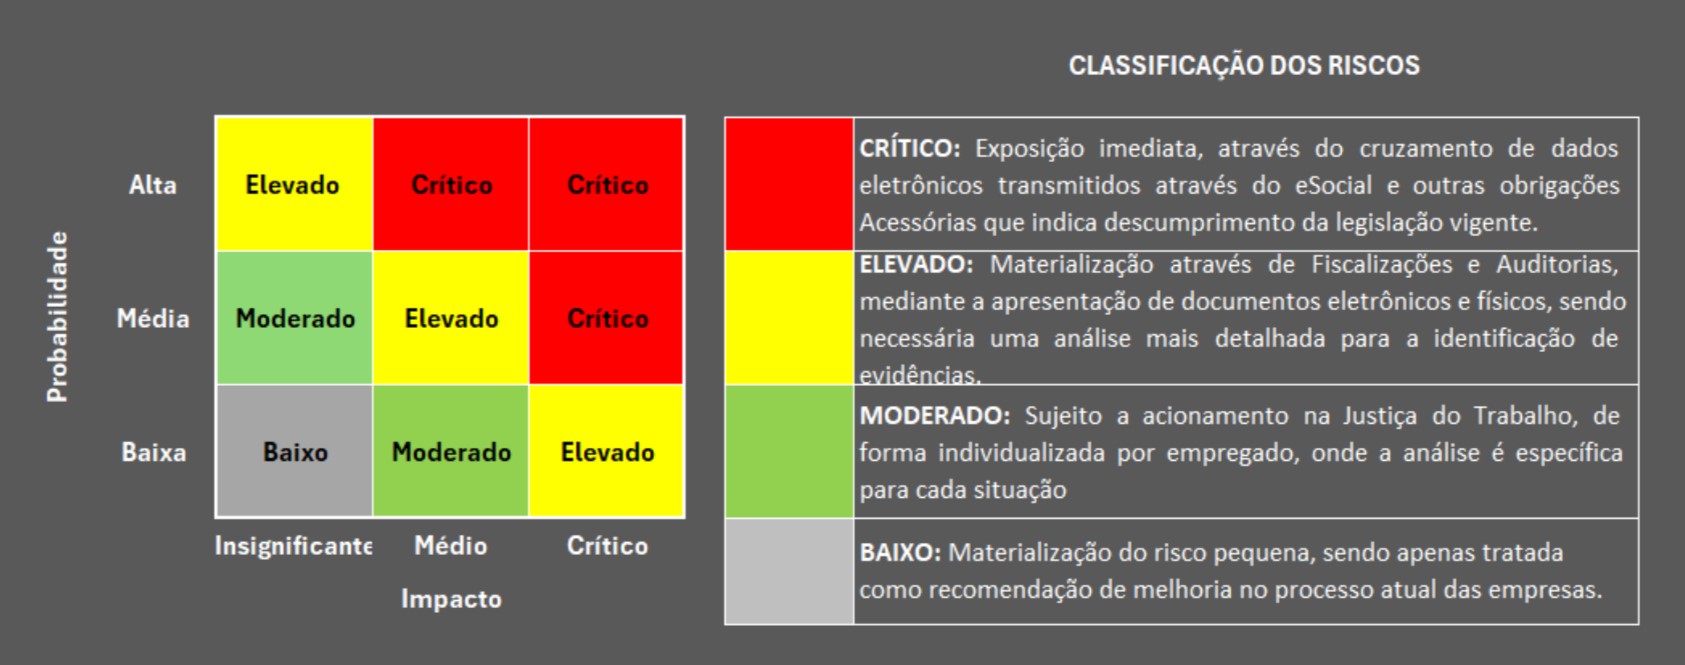 CLASSIFICAÇÃO DOS RISCOS
Probabilidade
Alta
Elevado
Crítico
Crítico
Média
Moderado
Elevado
Crítico
Baixa
Baixo
Moderado
Elevado
Insignificante
Médio
Crítico
Impacto
CRÍTICO: Exposição imediata, através do cruzamento de dados
eletrônicos transmitidos através do eSocial e outras obrigações
Acessórias que indica descumprimento da legislação vigente.
ELEVADO: Materialização através de Fiscalizações e Auditorias,
mediante a apresentação de documentos eletrônicos e físicos, sendo
necessária uma análise mais detalhada para a identificação de
evidências.
MODERADO: Sujeito a acionamento na Justiça do Trabalho, de
forma individualizada por empregado, onde a análise é específica
para cada situação
BAIXO: Materialização do risco pequena, sendo apenas tratada
como recomendação de melhoria no processo atual das empresas.